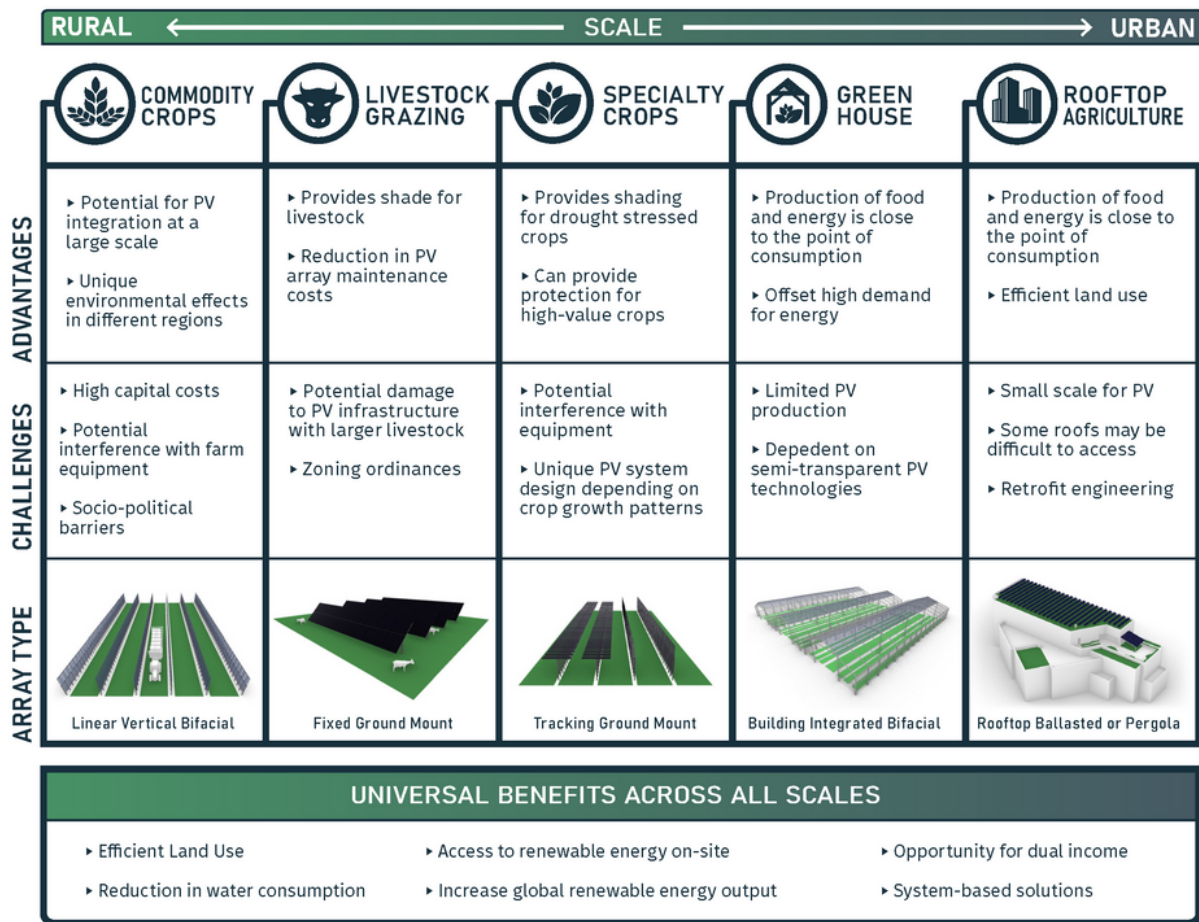 RURAL SCALE URBAN
COMMODITY
CROPS
LIVESTOCK
GRAZING
SPECIALTY
CROPS
GREEN
HOUSE
ROOFTOP
AGRICULTURE
ADVANTAGES
▸ Potential for PV
integration at a
large scale
▸ Unique
environmental effects
in different regions
▸ Provides shade for
livestock
▸ Reduction in PV
array maintenance
costs
▸ Provides shading
for drought stressed
crops
▸ Can provide
protection for
high-value crops
▸ Production of food
and energy is close
to the point of
consumption
▸ Offset high demand
for energy
▸ Production of food
and energy is close to
the point of
consumption
▸ Efficient land use
CHALLENGES
▸ High capital costs
▸ Potential
interference with farm
equipment
▸ Socio-political
barriers
▸ Potential damage
to PV infrastructure
with larger livestock
▸ Zoning ordinances
▸ Potential
interference with
equipment
▸ Unique PV system
design depending on
crop growth patterns
▸ Limited PV
production
▸ Depedent on
semi-transparent PV
technologies
▸ Small scale for PV
▸ Some roofs may be
difficult to access
▸ Retrofit engineering
ARRAY TYPE
Linear Vertical Bifacial
Fixed Ground Mount
Tracking Ground Mount
Building Integrated Bifacial
Rooftop Ballasted or Pergola
UNIVERSAL BENEFITS ACROSS ALL SCALES
▸ Efficient Land Use
▸ Reduction in water consumption
▸ Access to renewable energy on-site
▸ Increase global renewable energy output
▸ Opportunity for dual income
▸ System-based solutions